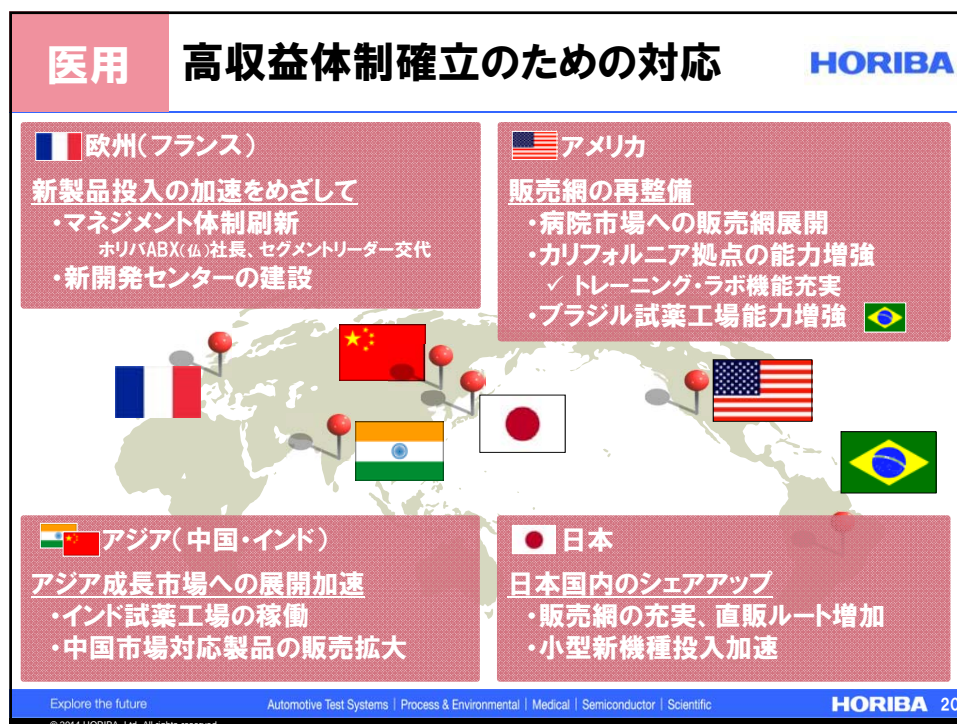 医用
高収益体制確立のための対応
HORIBA
欧州(フランス)
新製品投入の加速をめざして
・マネジメント体制刷新
ホリバABX(仏)社長、セグメントリーダー交代
・新開発センターの建設
アメリカ
販売網の再整備
・病院市場への販売網展開
・カリフォルニア拠点の能力増強
✓ トレーニング・ラボ機能充実
・ブラジル試薬工場能力増強
アジア(中国・インド)
アジア成長市場への展開加速
・インド試薬工場の稼働
・中国市場対応製品の販売拡大
日本
日本国内のシェアアップ
・販売網の充実、直販ルート増加
・小型新機種投入加速
Explore the future
Automotive Test Systems | Process & Environmental | Medical | Semiconductor | Scientific
HORIBA 20
© 2014 HORIBA, Ltd. All rights reserved.